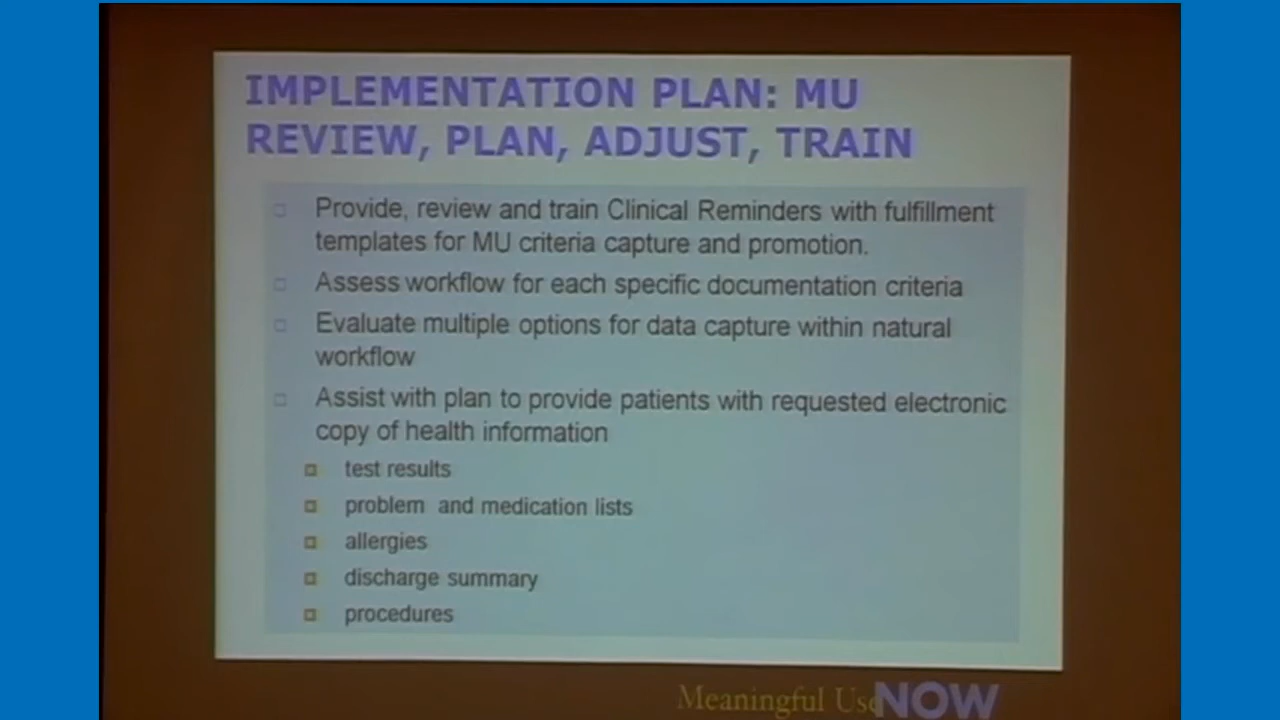 IMPLEMENTATION PLAN: MU
REVIEW, PLAN, ADJUST, TRAIN
Provide, review and train Clinical Reminders with fulfillment
templates for MU criteria capture and promotion.
Assess workflow for each specific documentation criteria
Evaluate multiple options for data capture within natural
workflow
Assist with plan to provide patients with requested electronic
copy of health information
test results
problem and medication lists
allergies
discharge summary
procedures
Meaningful Use NOW